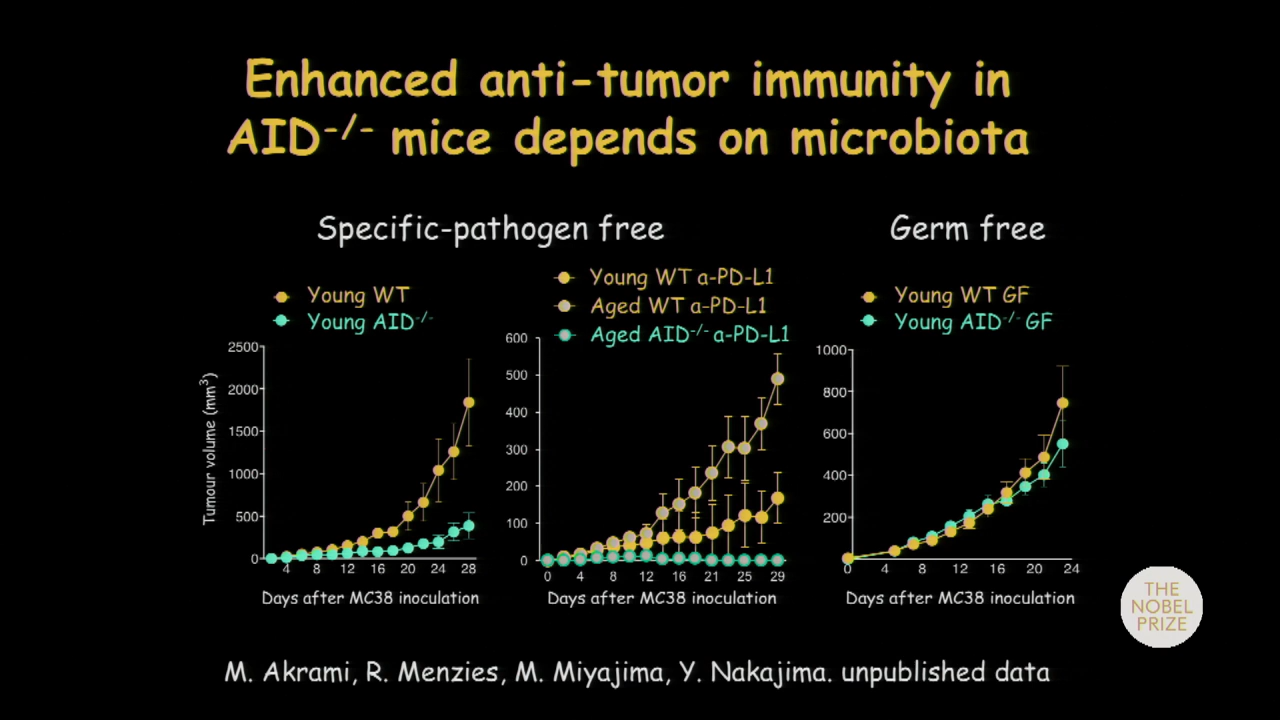 Enhanced anti-tumor immunity in
AID-/- mice depends on microbiota
Specific-pathogen free
Germ free
Young WT
Young AID-/-
Young WT a-PD-L1
Aged WT a-PD-L1
Aged AID-/- a-PD-L1
Young WT GF
Young AID-/- GF
Tumour volume (mm3)
2500
2000
1500
1000
500
0
4 8 12 16 20 24 28
Days after MC38 inoculation
600
500
400
300
200
100
0
0 4 8 12 16 21 25 29
Days after MC38 inoculation
1000
800
600
400
200
0 4 8 12 16 20 24
Days after MC38 inoculation
THE
NOBEL
PRIZE
M. Akrami, R. Menzies, M. Miyajima, Y. Nakajima. unpublished data